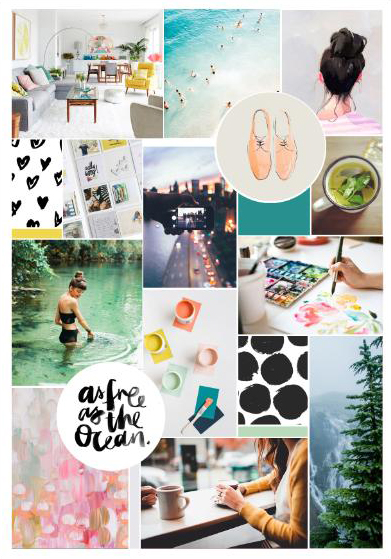 as free
as the
Ocean.